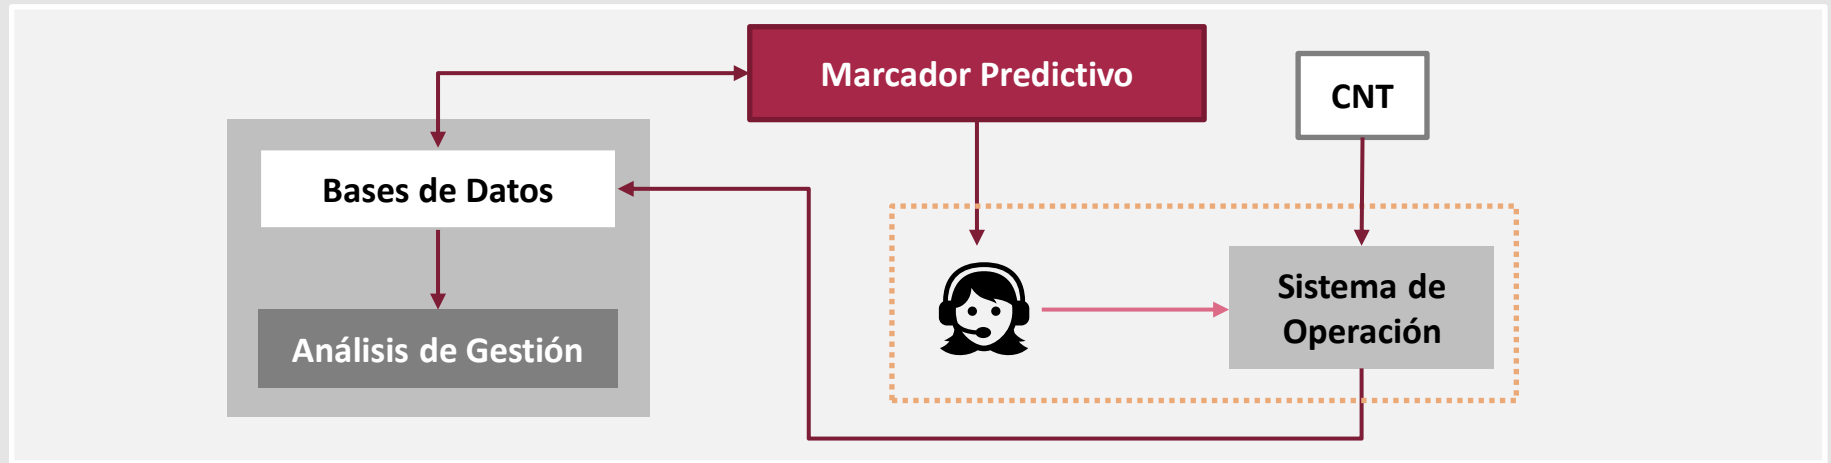 Marcador Predictivo
CNT
Bases de Datos
Sistema de
Operación
Análisis de Gestión